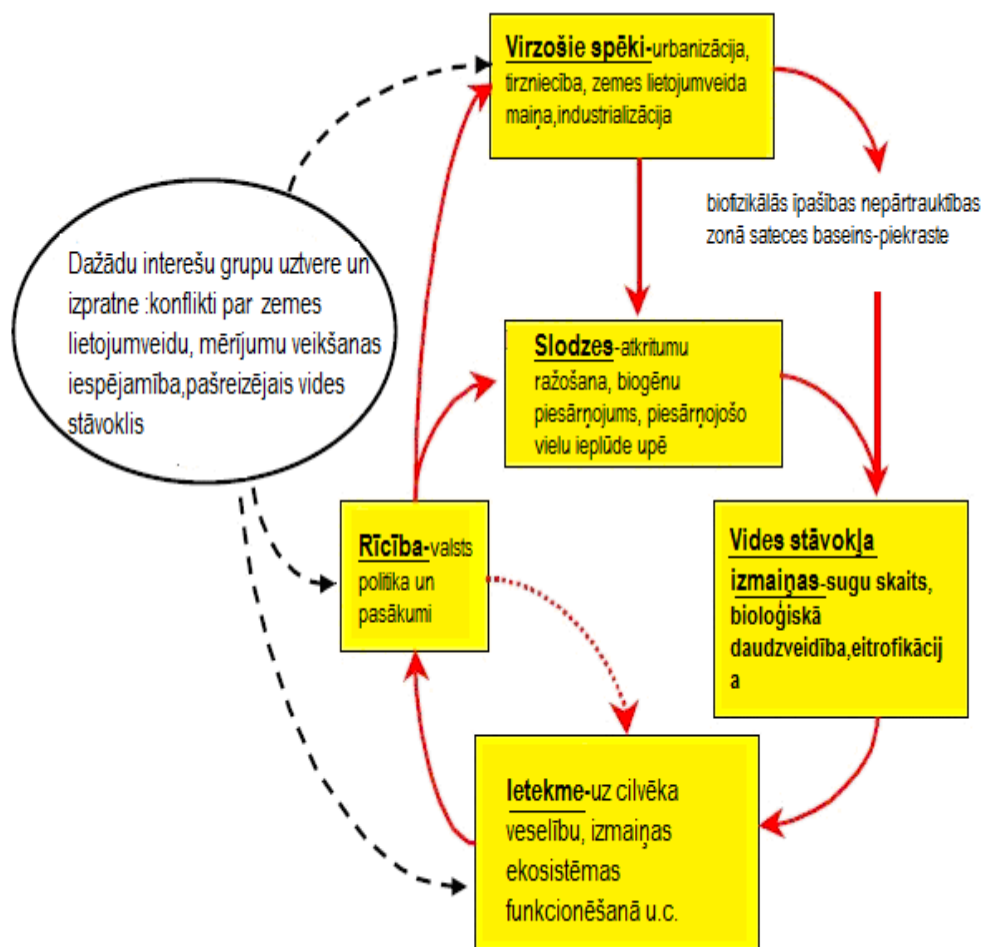 Virzošie spēki-urbanizācija,
tirzniecība, zemes lietojumveida
maiņa,industrializācija
biofizikālās īpašības nepārtrauktības
zonā sateces baseins-piekraste
Dažādu interešu grupu uztvere un
izpratne :konflikti par zemes
lietojumveidu, mērījumu veikšanas
iespējamība,pašreizējais vides
stāvoklis
Slodzes-atkritumu
ražošana, biogēnu
piesārņojums, piesārņojošo
vielu ieplūde upē
Rīcība-valsts
politika un
pasākumi
Vides stāvokļa
izmaiņas-sugu skaits,
bioloģiskā
daudzveidība,eitrofikācij
a
Ietekme-uz cilvēka
veselību, izmaiņas
ekosistēmas
funkcionēšanā u.c.